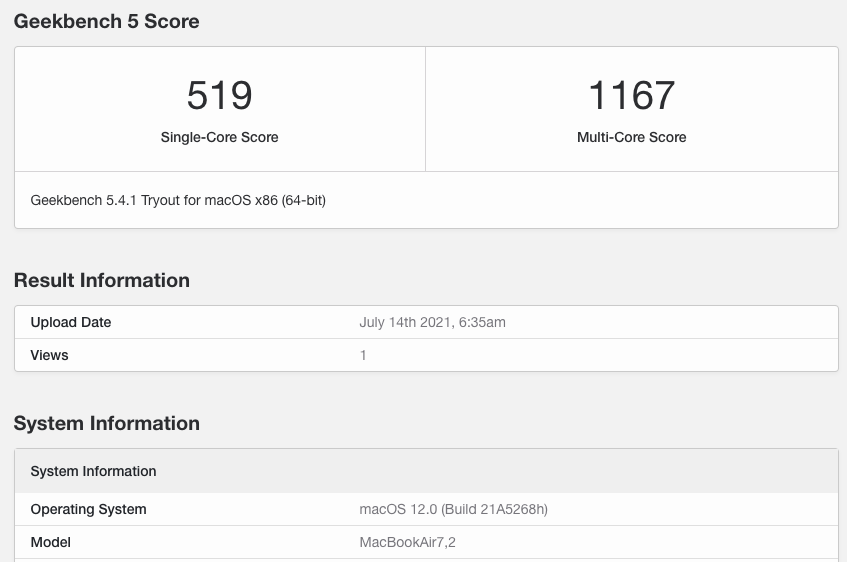 Geekbench 5 Score
519
Single-Core Score
1167
Multi-Core Score
Geekbench 5.4.1 Tryout for macOS x86 (64-bit)
Result Information
Upload Date July 14th 2021, 6:35am
Views 1
System Information
System Information
Operating System macOS 12.0 (Build 21A5268h)
Model MacBookAir7,2